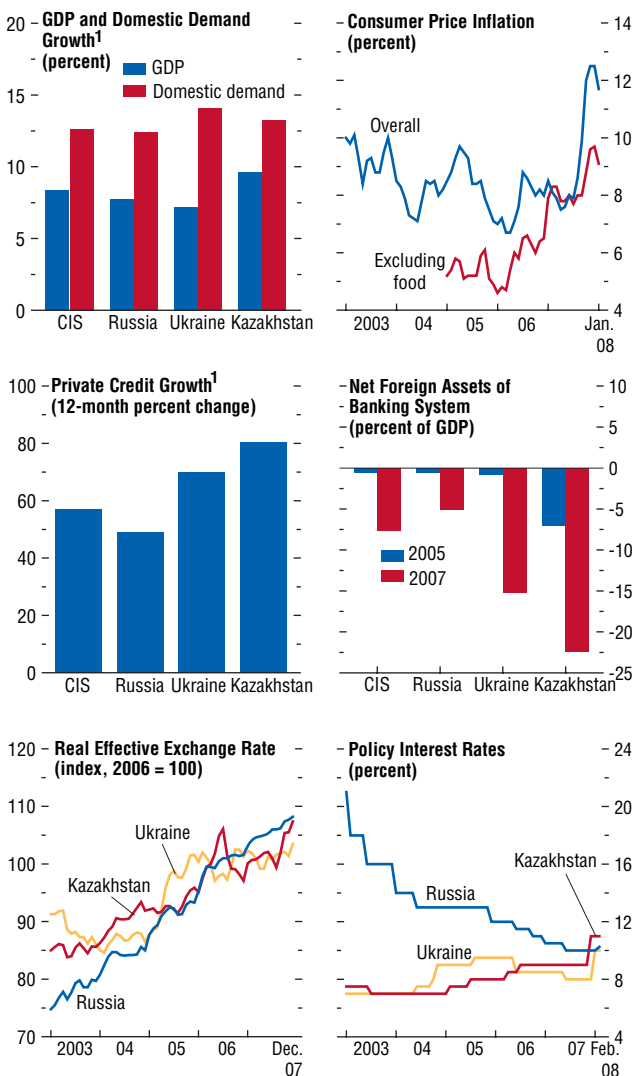 GDP and Domestic Demand
Growth1
(percent)
GDP
Domestic demand
20
15
10
5
0
CIS Russia Ukraine Kazakhstan
Consumer Price Inflation
(percent)
Overall
Excluding
food
14
12
10
8
6
4
2003 04 05 06 Jan.
08
Private Credit Growth1
(12-month percent change)
100
80
60
40
20
0
CIS Russia Ukraine Kazakhstan
Net Foreign Assets of
Banking System
(percent of GDP)
2005
2007
10
5
0
-5
-10
-15
-20
-25
CIS Russia Ukraine Kazakhstan
Real Effective Exchange Rate
(index, 2006 = 100)
Ukraine
Kazakhstan
Russia
120
110
100
90
80
70
2003 04 05 06 Dec.
07
Policy Interest Rates
(percent)
Kazakhstan
Russia
Ukraine
24
20
16
12
8
4
2003 04 05 06 07 Feb.
08